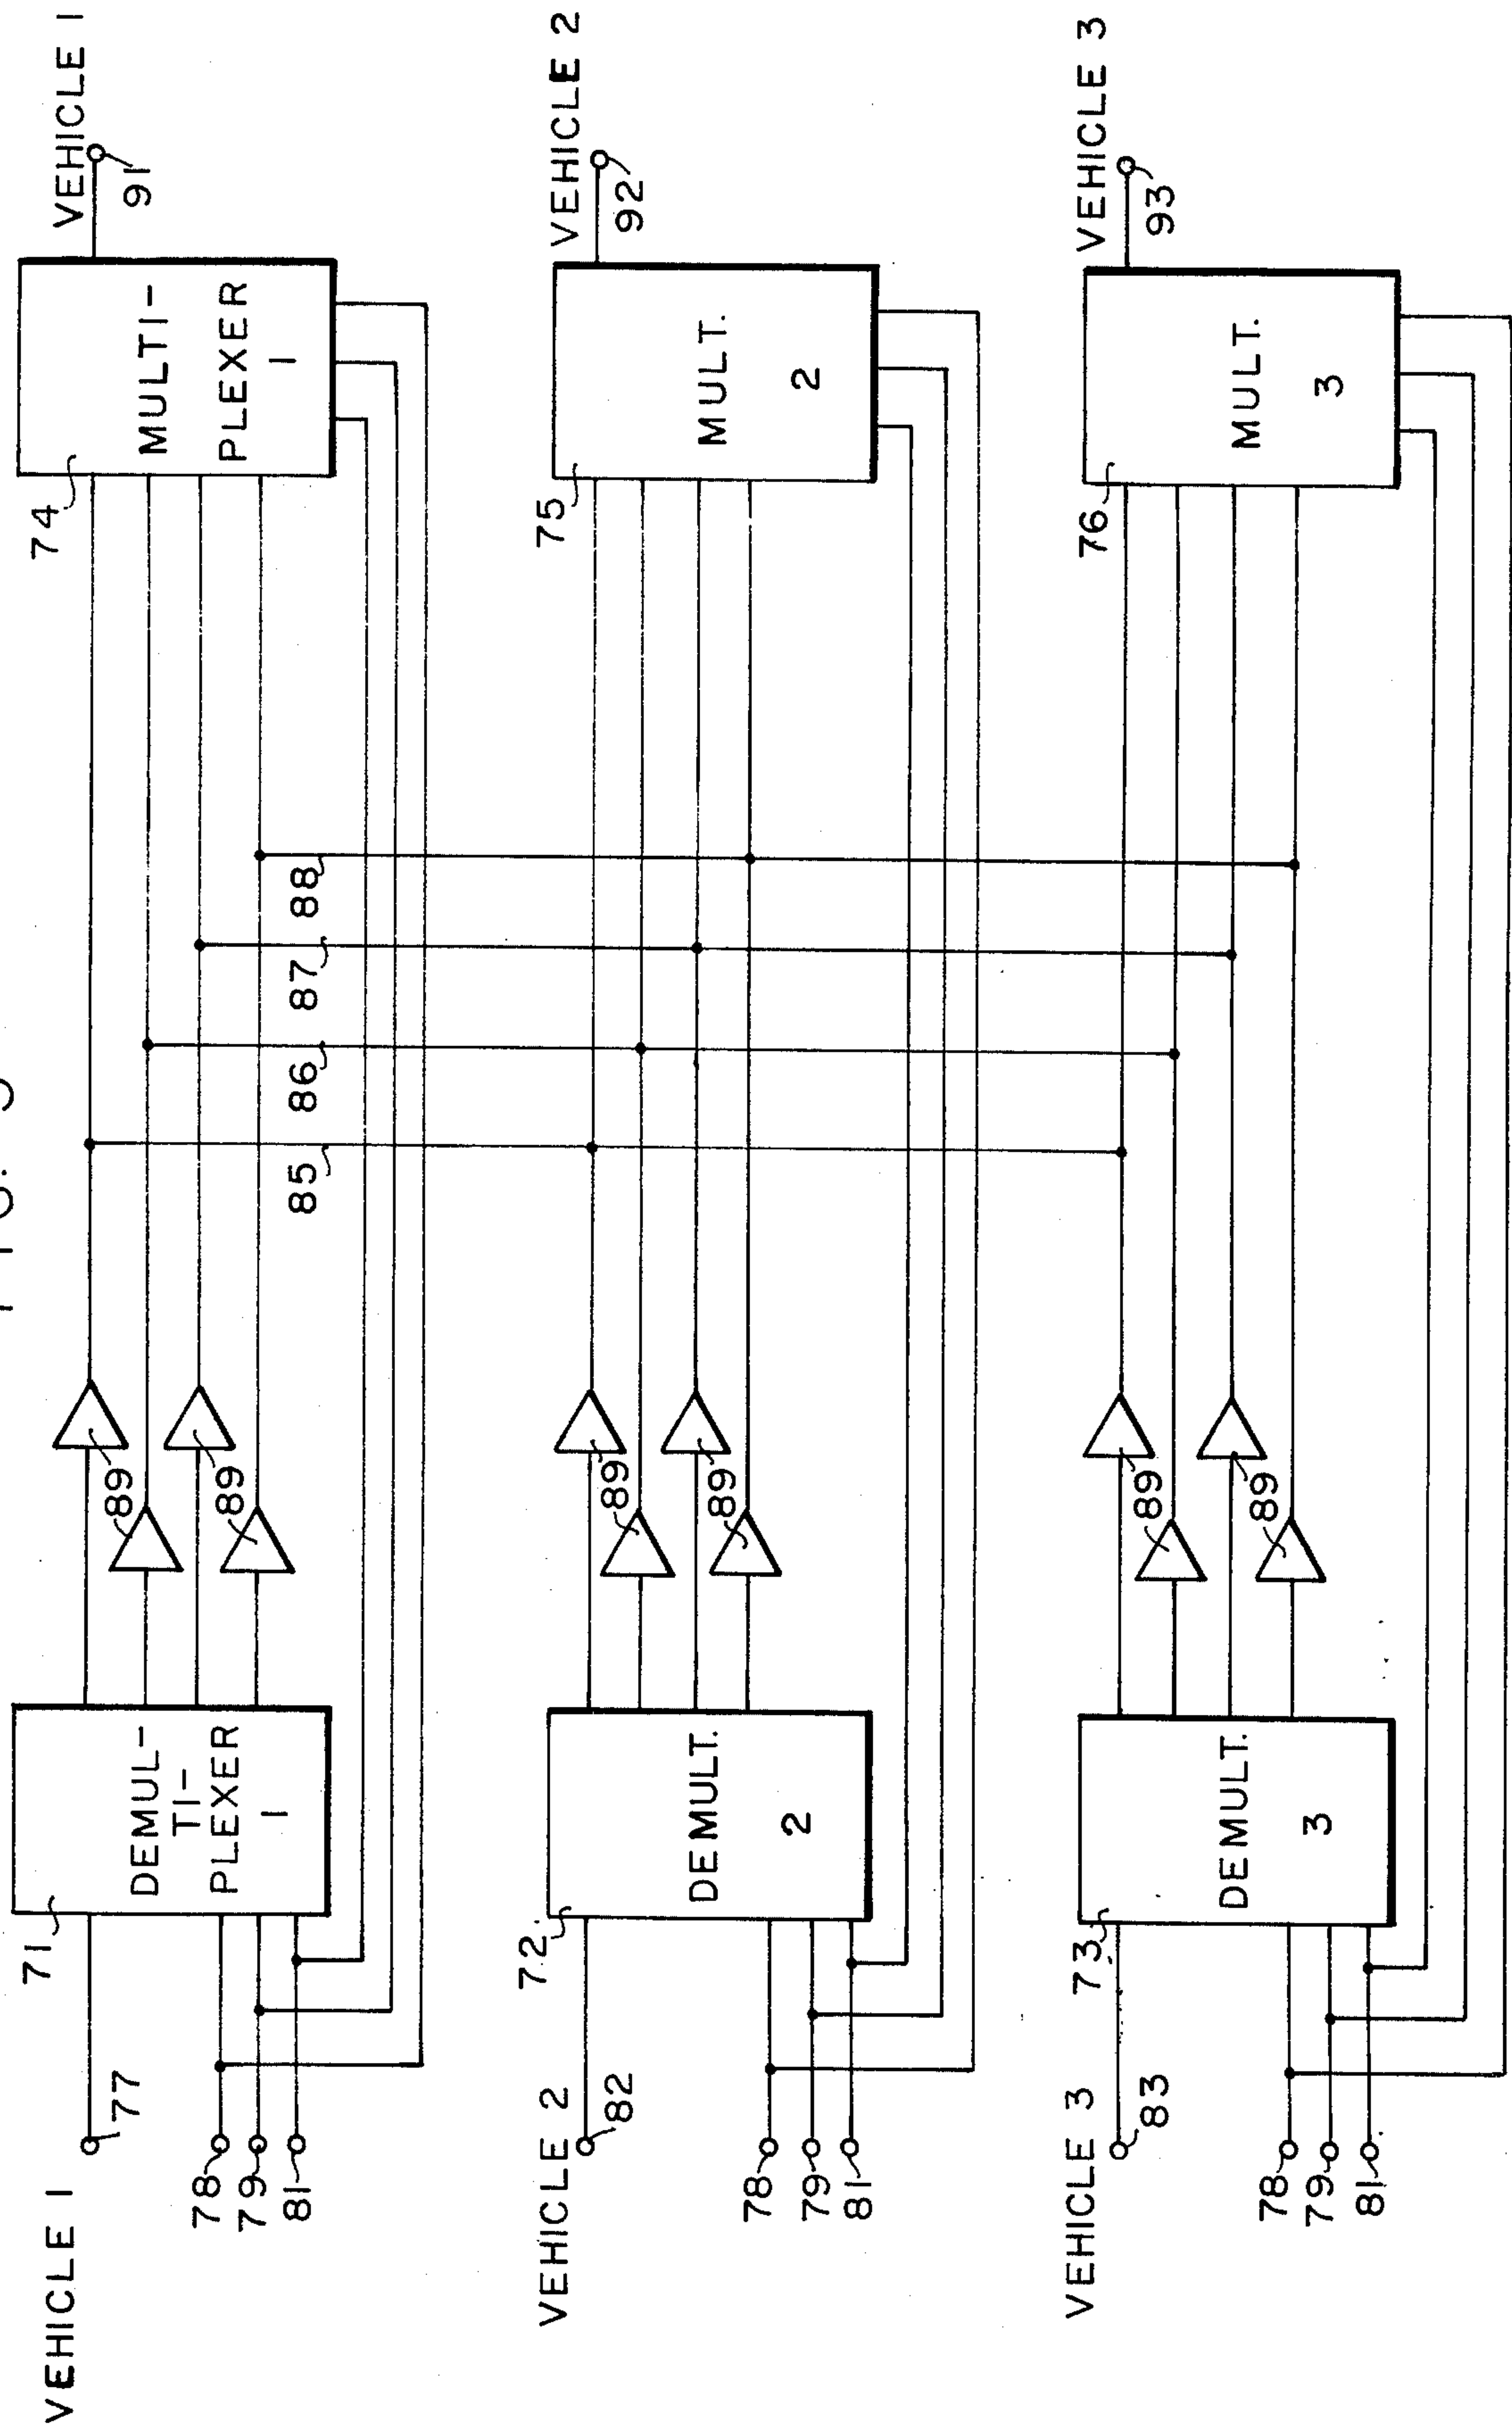 VEHICLE 1
77
78
79
81
71
DEMUL-
TI-
PLEXER
1
89
89
85
86
87
88
74
MULTI-
PLEXER
1
VEHICLE 1
91
VEHICLE 2
82
78
79
81
72
DEMULT.
2
89
89
75
MULT.
2
VEHICLE 2
92
VEHICLE 3
83
78
79
81
73
DEMULT.
3
89
89
76
MULT.
3
VEHICLE 3
93